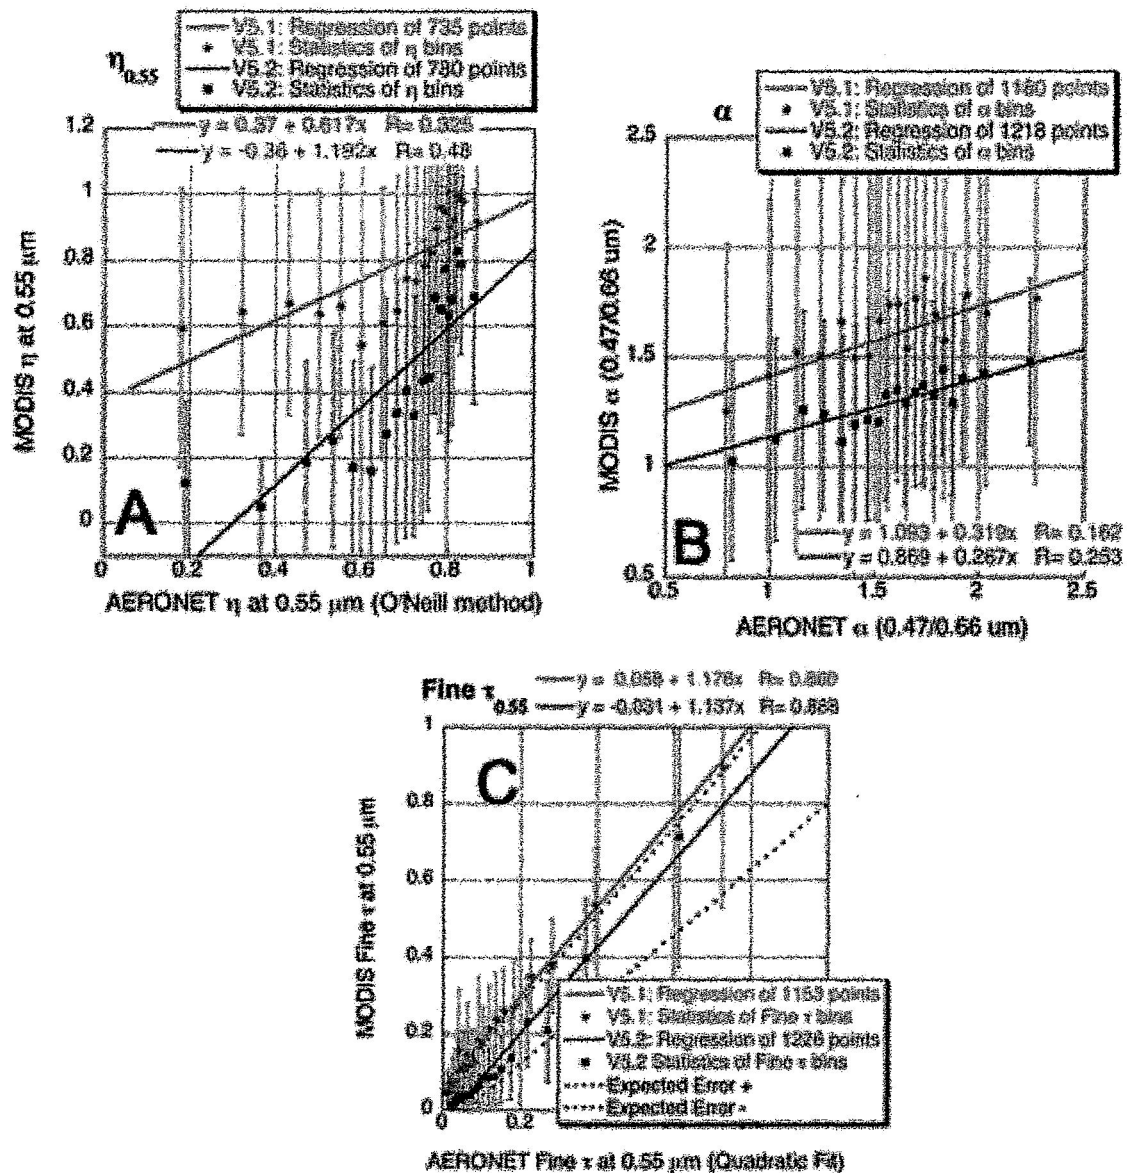 V5.1: Regression of 735 points
V5.1: Statistics of η bins
V5.2: Regression of 780 points
V5.2: Statistics of η bins
η0.55
y = 0.37 + 0.617x R= 0.325
y = -0.36 + 1.192x R= 0.48
1.2
1
0.8
0.6
0.4
0.2
0
MODIS η at 0.55 μm
A
0
0.2
0.4
0.6
0.8
1
AERONET η at 0.55 μm (O'Neill method)
V5.1: Regression of 1160 points
V5.1: Statistics of α bins
V5.2: Regression of 1218 points
V5.2: Statistics of α bins
α
2.5
2
1.5
1
0.5
MODIS α (0.47/0.66 um)
B
y = 1.093 + 0.319x R= 0.162
y = 0.869 + 0.267x R= 0.253
0.5
1
1.5
2
2.5
AERONET α (0.47/0.66 um)
Fine τ0.55
y = 0.059 + 1.176x
y = -0.031 + 1.137x
1
0.8
0.6
0.4
0.2
0
MODIS Fine τ at 0.55 μm
C
V5.1: Regression of 1153 points
V5.1: Statistics of Fine τ bins
V5.2: Regression of 1226 points
V5.2 Statistics of Fine τ bins
Expected Error +
Expected Error -
0
0.2
AERONET Fine τ at 0.55 μm (Quadratic Fit)